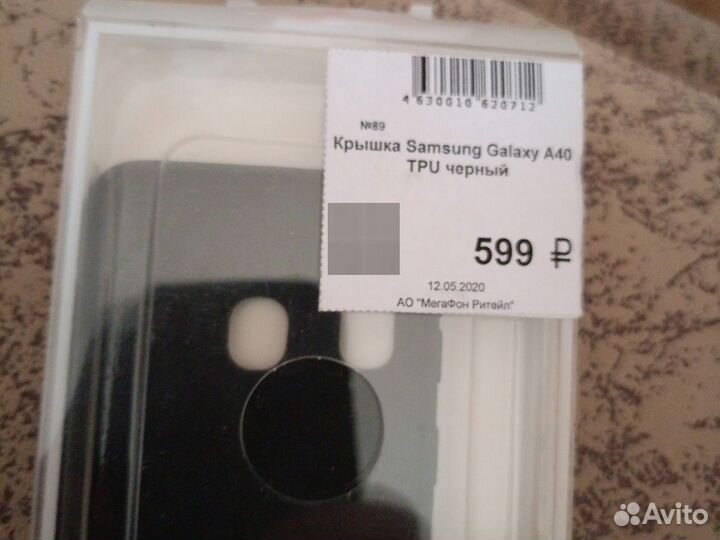 4 630010 620712
№89
Крышка Samsung Galaxy A40
TPU черный
599 ₽
12.05.2020
АО "МегаФон Ритейл"
Avito